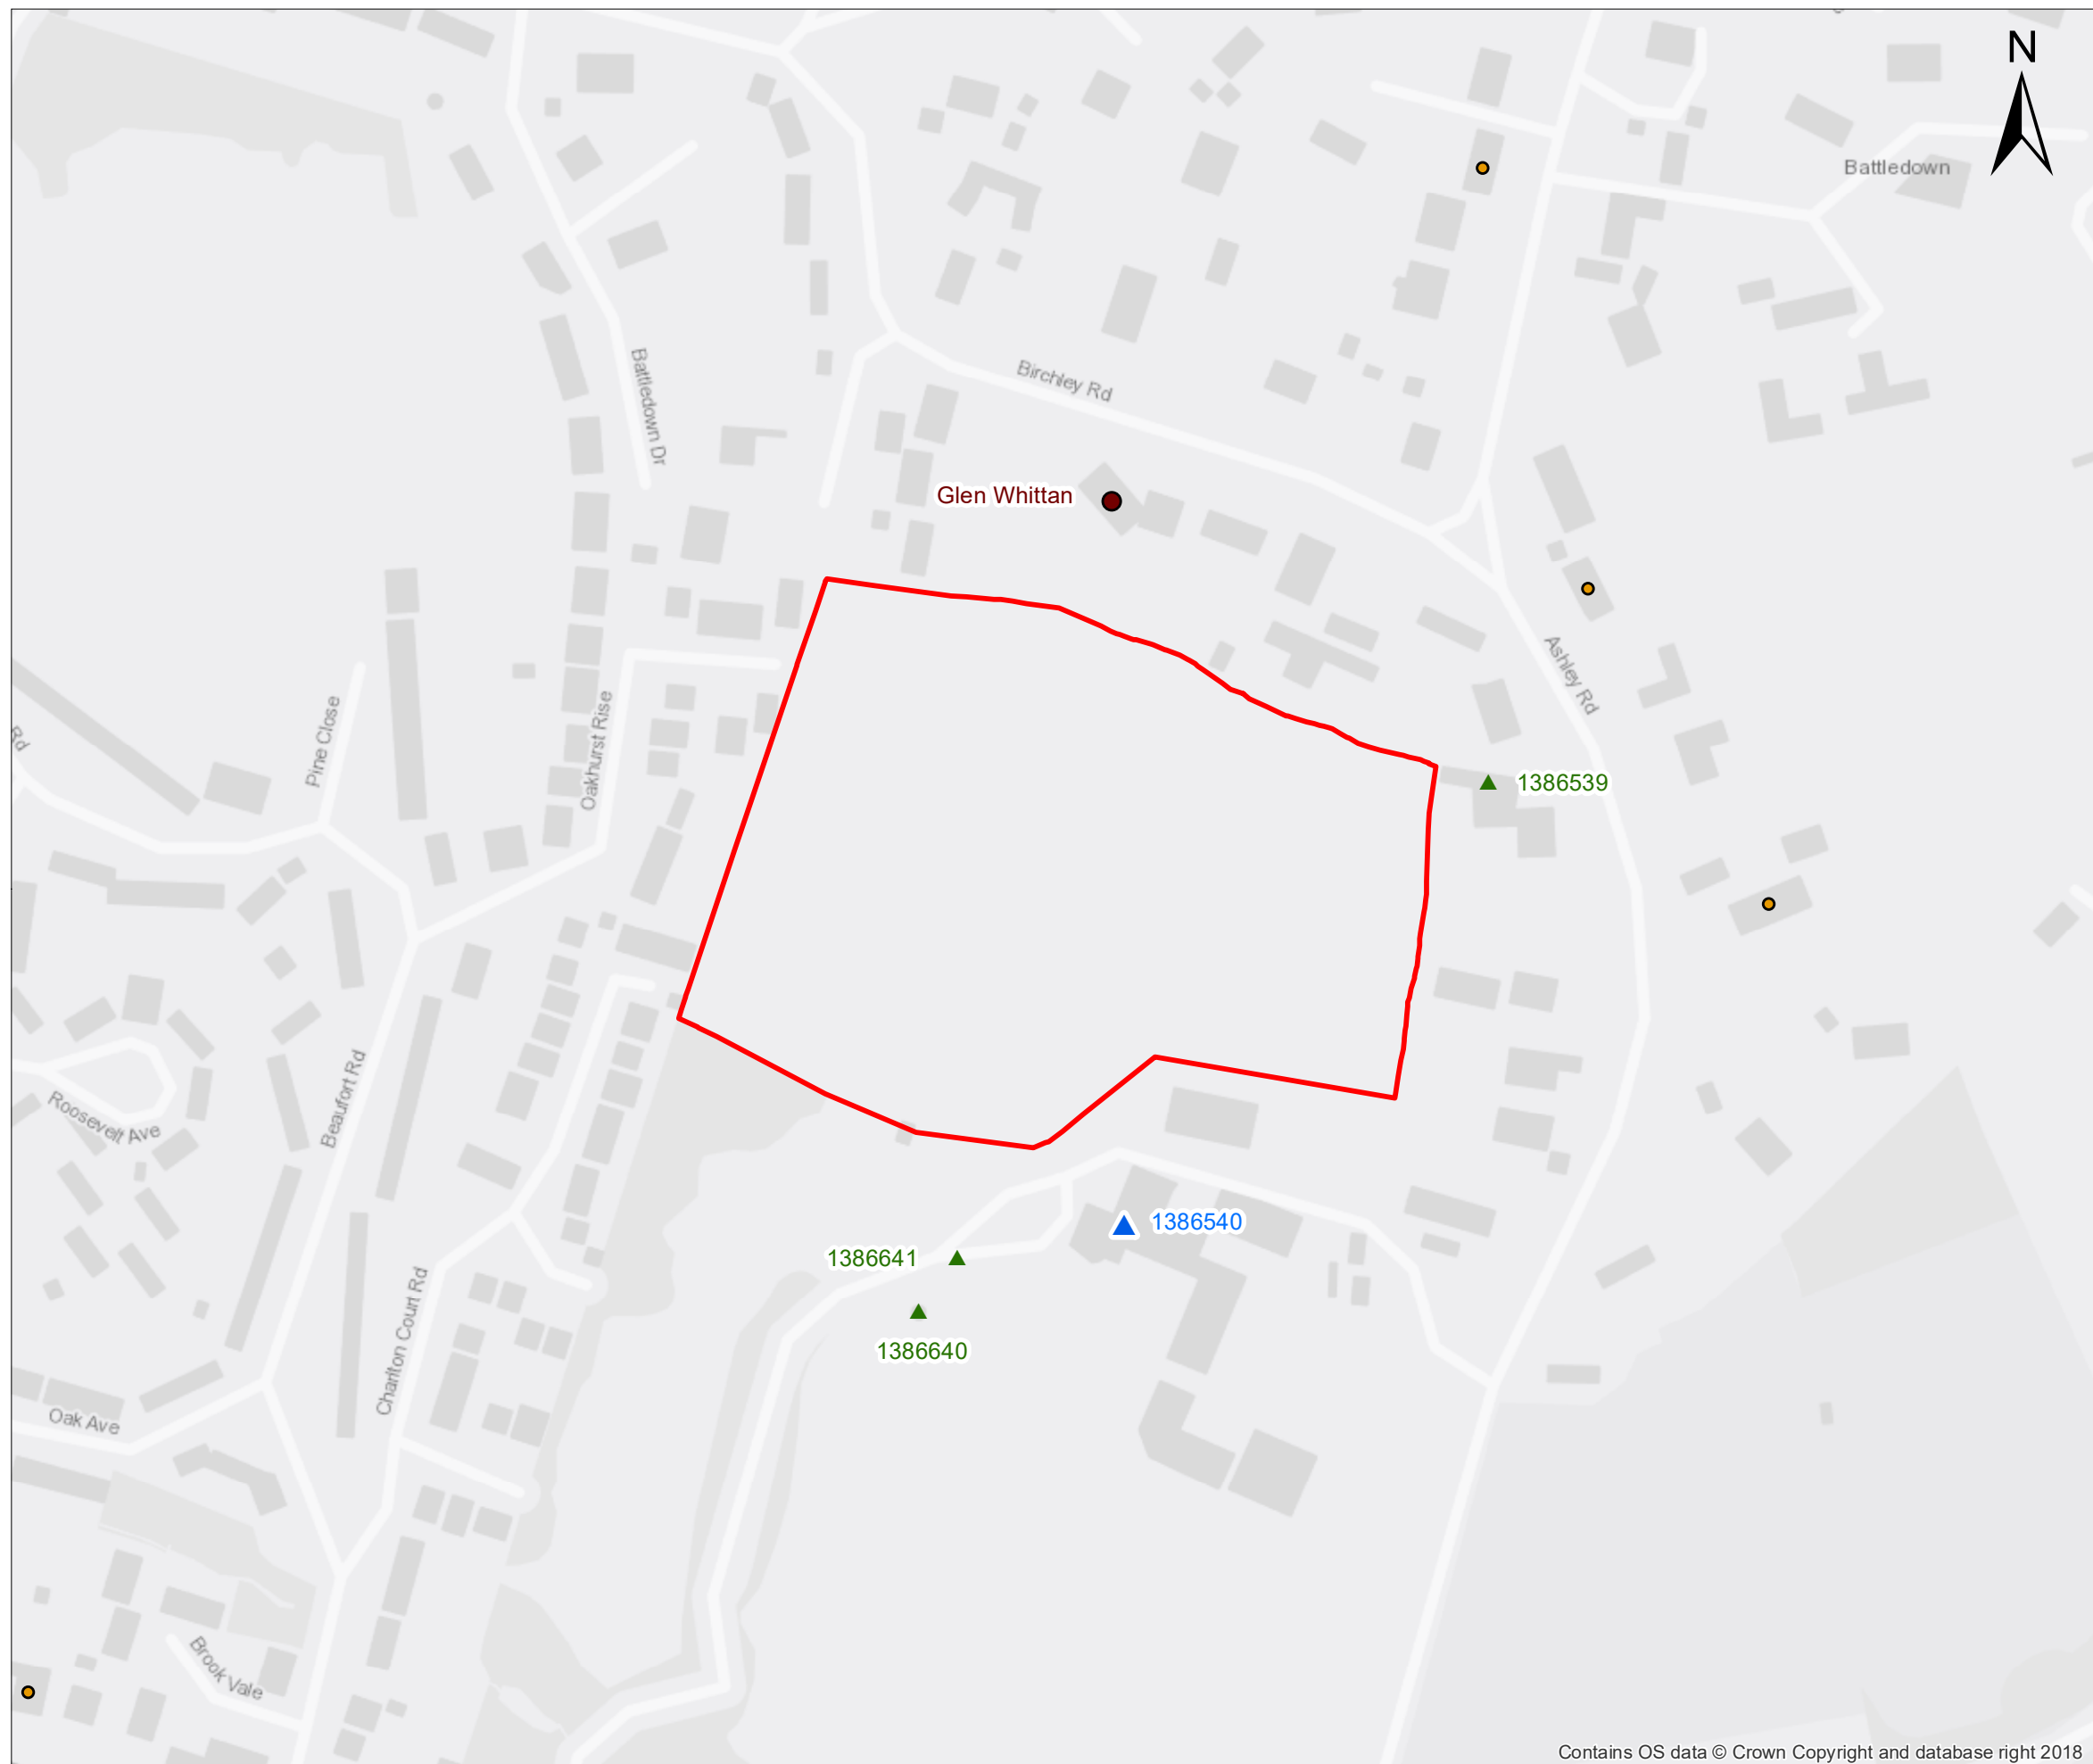 N
Battledown
Birchley Rd
Battledown Dr
Glen Whittan
Ashley Rd
Pine Close
Oakhurst Rise
Rd
1386539
Roosevelt Ave
Beaufort Rd
1386540
1386641
1386640
Charlton Court Rd
Oak Ave
Brook Vale
Contains OS data © Crown Copyright and database right 2018